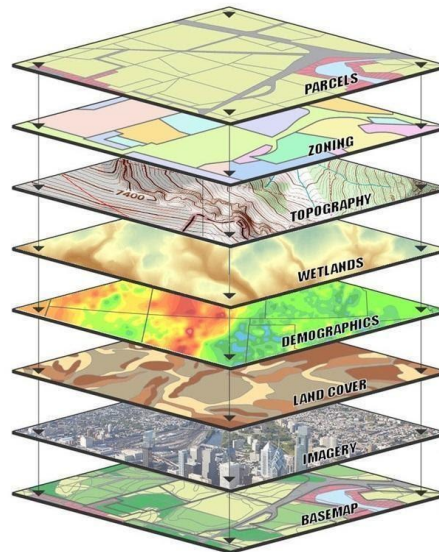 PARCELS
ZONING
7400
TOPOGRAPHY
WETLANDS
DEMOGRAPHICS
LAND COVER
IMAGERY
BASEMAP